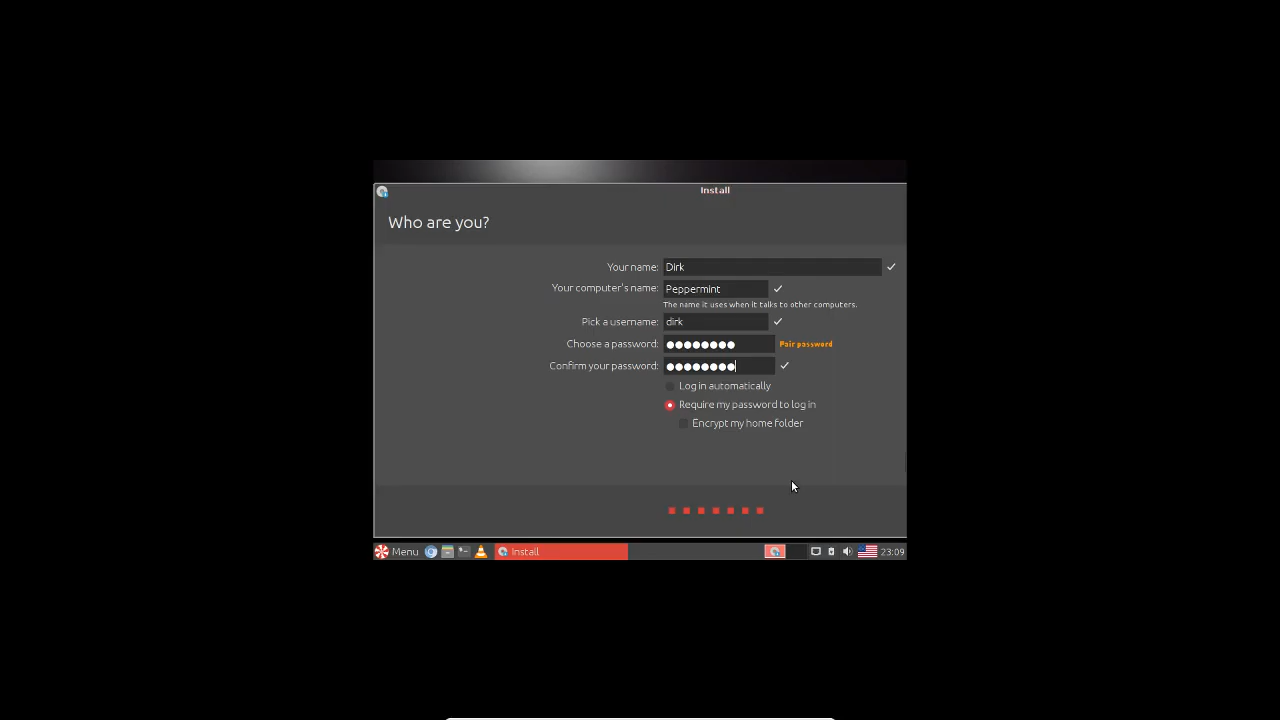 Install
Who are you?
Your name: Dirk
Your computer's name: Peppermint
The name it uses when it talks to other computers.
Pick a username: dirk
Choose a password: ●●●●●●●● Fair password
Confirm your password: ●●●●●●●●
Log in automatically
Require my password to log in
Encrypt my home folder
Menu Install 23:09